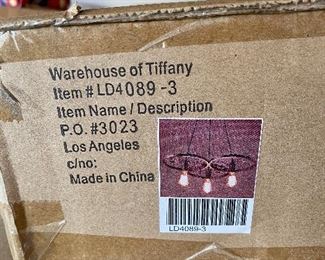 Warehouse of Tiffany
Item # LD4089-3
Item Name / Description
P.O. #3023
Los Angeles
c/no:
Made in China
LD4089-3